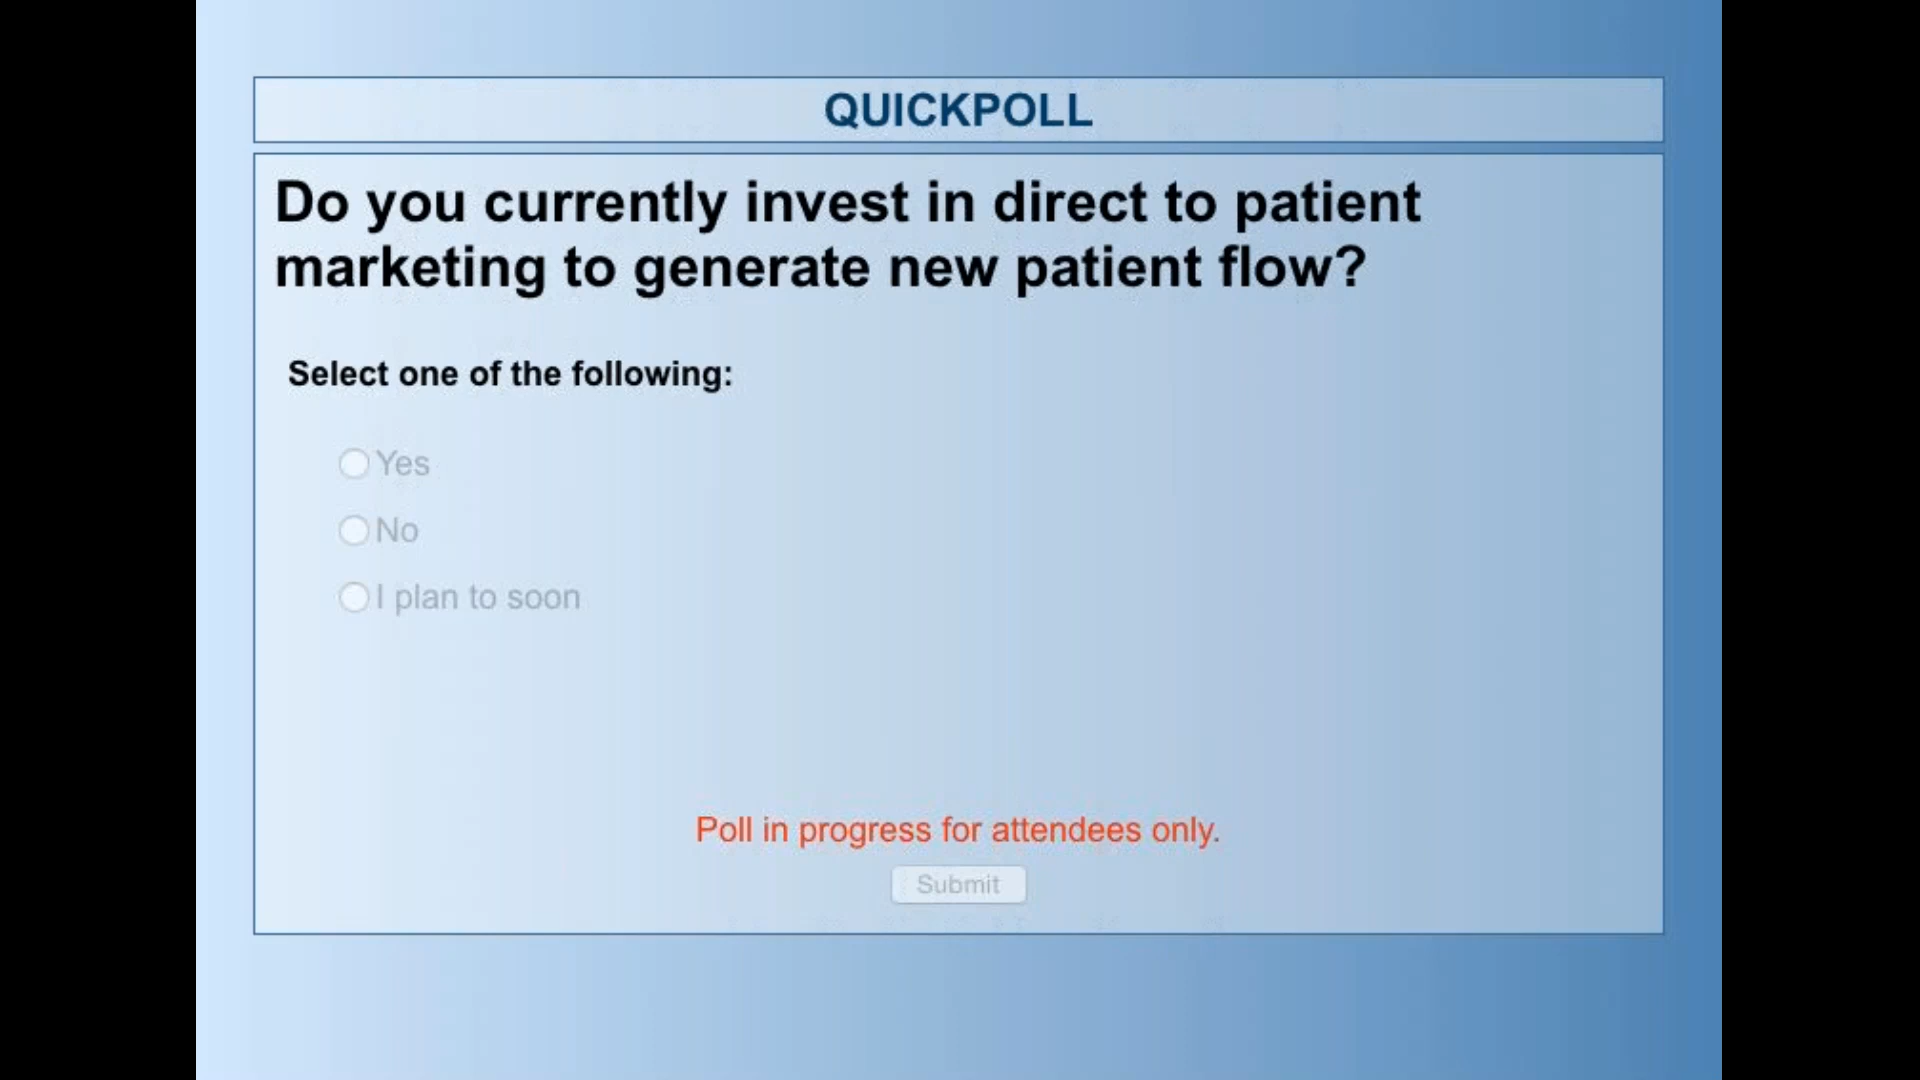 QUICKPOLL
Do you currently invest in direct to patient
marketing to generate new patient flow?
Select one of the following:
Yes
No
I plan to soon
Poll in progress for attendees only.
Submit